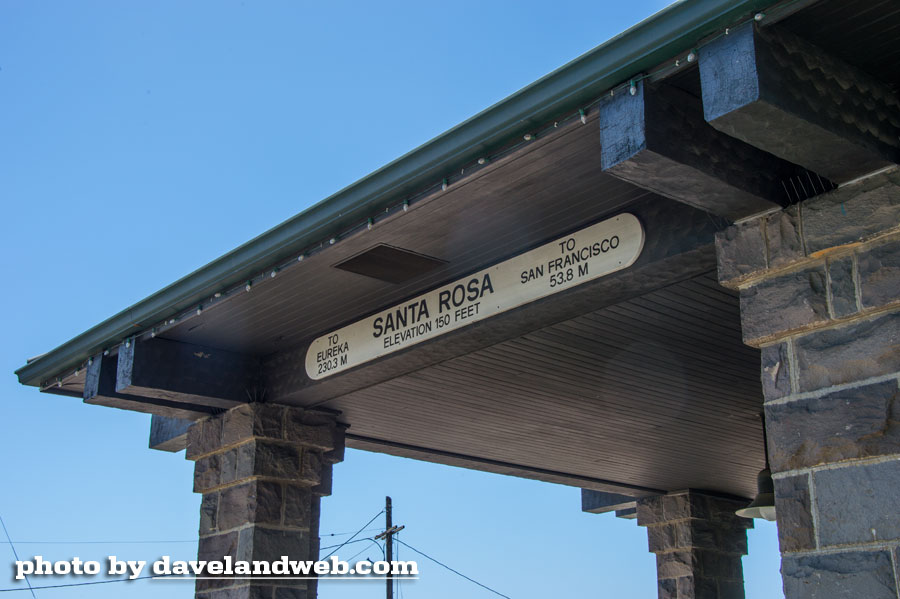 TO
EUREKA
230.3 M
SANTA ROSA
ELEVATION 150 FEET
TO
SAN FRANCISCO
53.8 M
photo by davelandweb.com